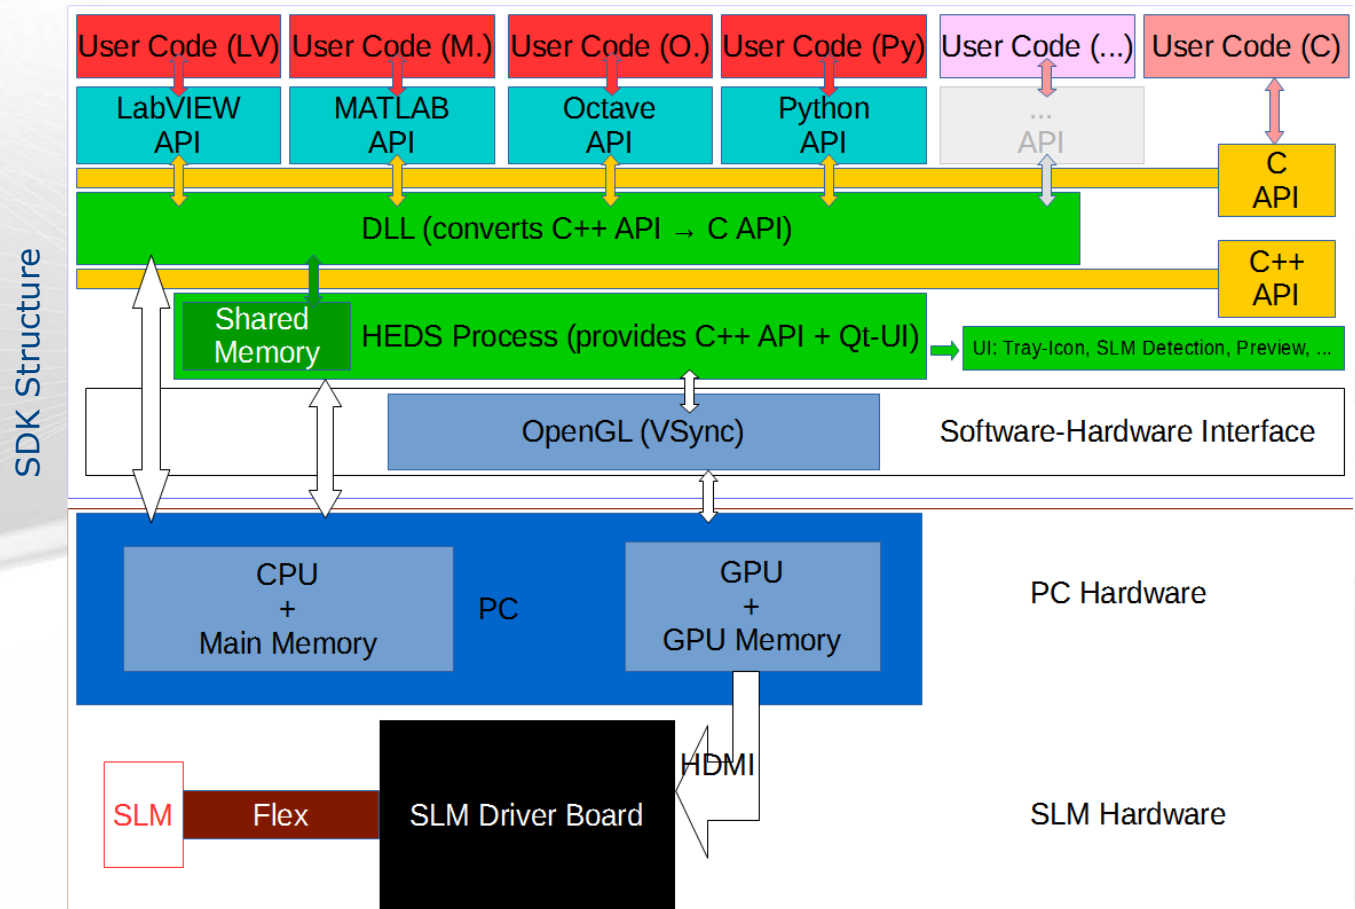 SDK Structure
User Code (LV)
User Code (M.)
User Code (O.)
User Code (Py)
User Code (...)
User Code (C)
LabVIEW
API
MATLAB
API
Octave
API
Python
API
...
API
C
API
DLL (converts C++ API → C API)
C++
API
Shared
Memory
HEDS Process (provides C++ API + Qt-UI)
UI: Tray-Icon, SLM Detection, Preview, ...
OpenGL (VSync)
Software-Hardware Interface
CPU
+
Main Memory
PC
GPU
+
GPU Memory
PC Hardware
HDMI
SLM
Flex
SLM Driver Board
SLM Hardware